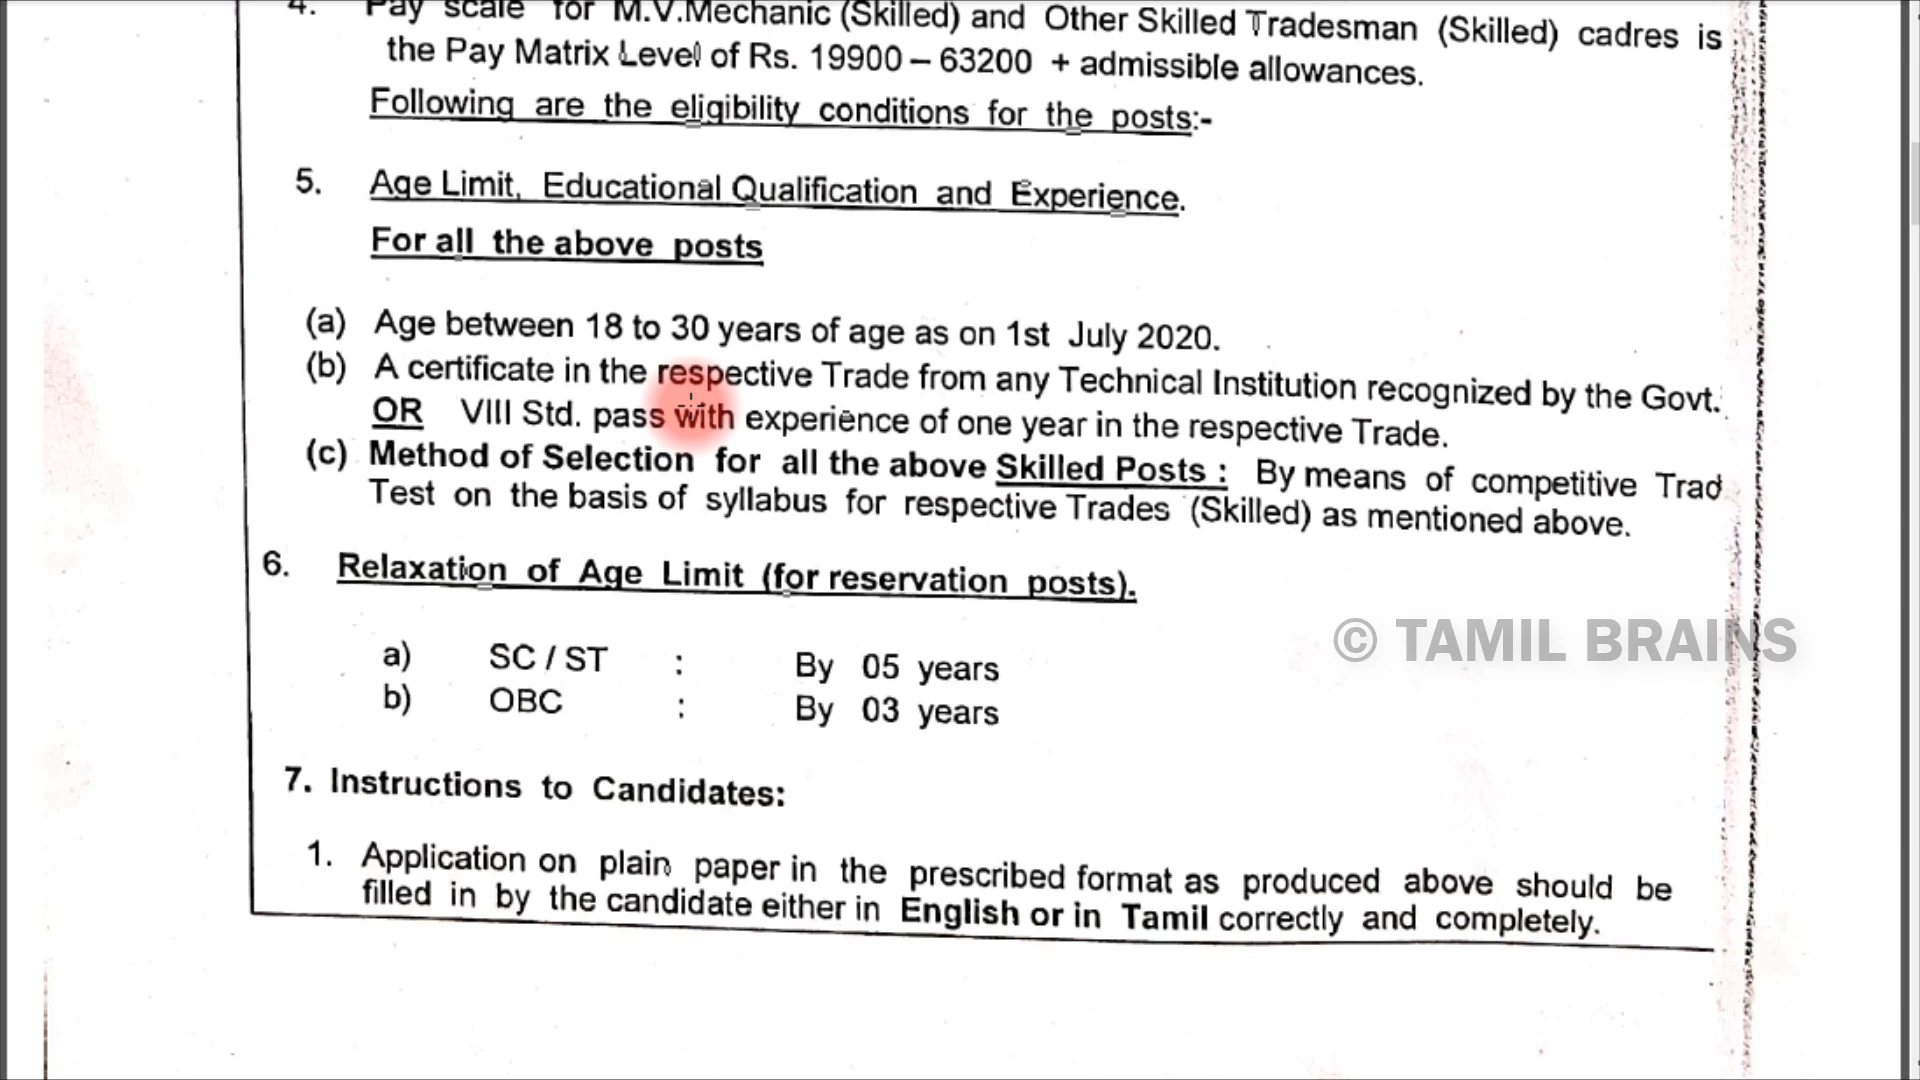 4. Pay scale for M.V.Mechanic (Skilled) and Other Skilled Tradesman (Skilled) cadres is
the Pay Matrix Level of Rs. 19900 – 63200 + admissible allowances.
Following are the eligibility conditions for the posts:-
5. Age Limit, Educational Qualification and Experience.
For all the above posts
(a) Age between 18 to 30 years of age as on 1st July 2020.
(b) A certificate in the respective Trade from any Technical Institution recognized by the Govt.
OR VIII Std. pass with experience of one year in the respective Trade.
(c) Method of Selection for all the above Skilled Posts : By means of competitive Trad
Test on the basis of syllabus for respective Trades (Skilled) as mentioned above.
6. Relaxation of Age Limit (for reservation posts).
a) SC / ST : By 05 years
b) OBC : By 03 years
© TAMIL BRAINS
7. Instructions to Candidates:
1. Application on plain paper in the prescribed format as produced above should be
filled in by the candidate either in English or in Tamil correctly and completely.